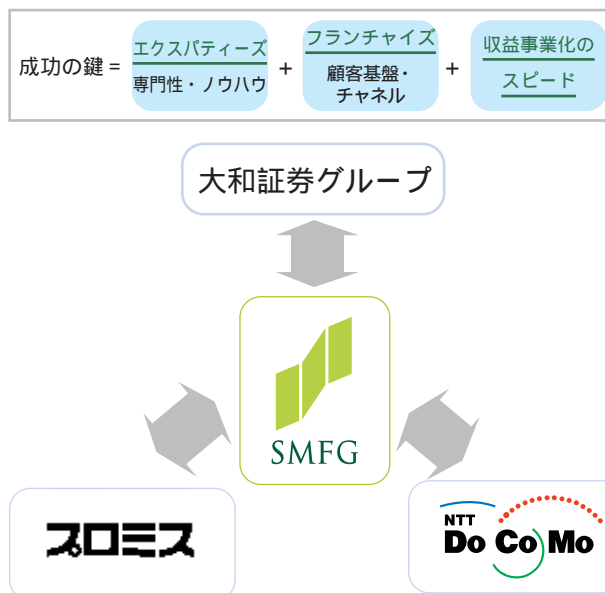 成功の鍵＝
エクスパティーズ
専門性・ノウハウ
＋
フランチャイズ
顧客基盤・
チャネル
＋
収益事業化の
スピード
大和証券グループ
SMFG
プロミス
NTT
Do Co Mo